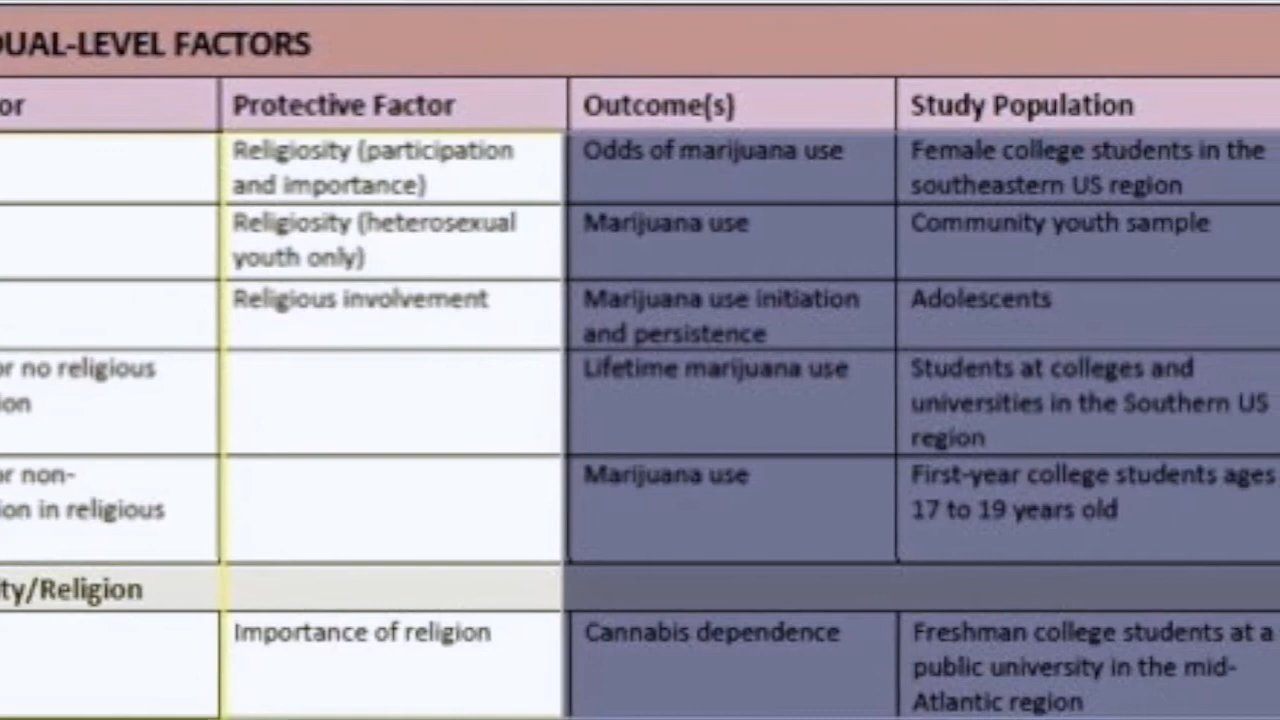 DUAL-LEVEL FACTORS
or Protective Factor Outcome(s) Study Population
Religiosity (participation
and importance)
Odds of marijuana use
Female college students in the
southeastern US region
Religiosity (heterosexual
youth only)
Marijuana use
Community youth sample
Religious involvement
Marijuana use initiation
and persistence
Adolescents
or no religious
ion
Lifetime marijuana use
Students at colleges and
universities in the Southern US
region
or non-
ion in religious
Marijuana use
First-year college students ages
17 to 19 years old
ity/Religion
Importance of religion
Cannabis dependence
Freshman college students at a
public university in the mid-
Atlantic region